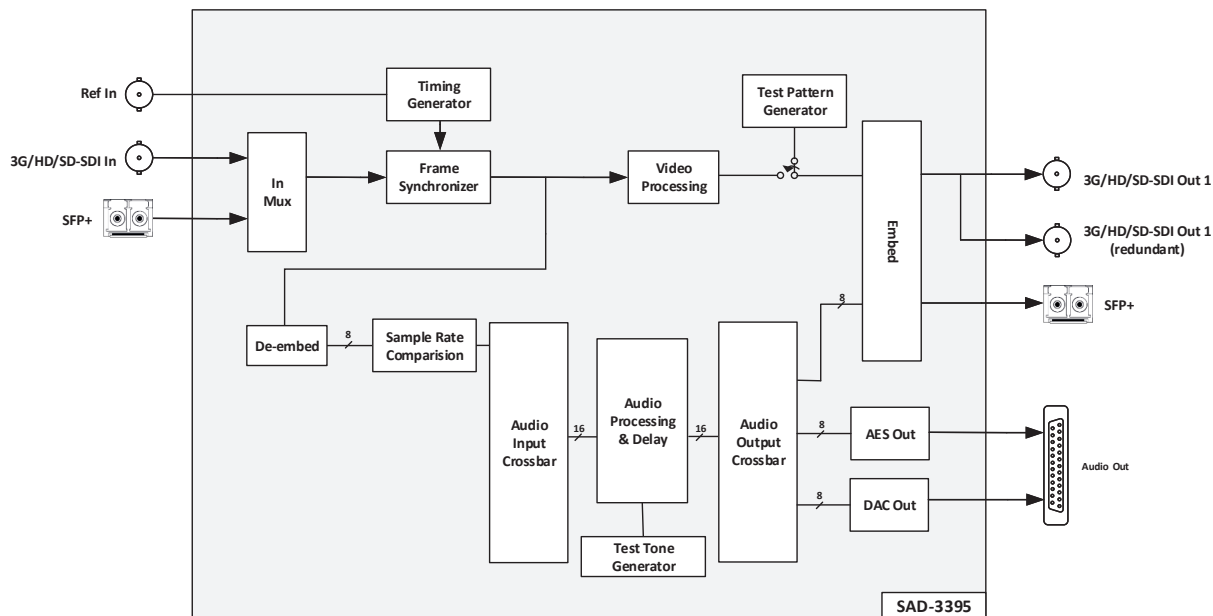 Ref In
Timing
Generator
Test Pattern
Generator
3G/HD/SD-SDI In
In
Mux
Frame
Synchronizer
Video
Processing
SFP+
Embed
3G/HD/SD-SDI Out 1
3G/HD/SD-SDI Out 1
(redundant)
8
SFP+
De-embed
8
Sample Rate
Comparision
Audio
Input
Crossbar
16
Audio
Processing
& Delay
16
Audio
Output
Crossbar
8
AES Out
8
DAC Out
Audio Out
Test Tone
Generator
SAD-3395